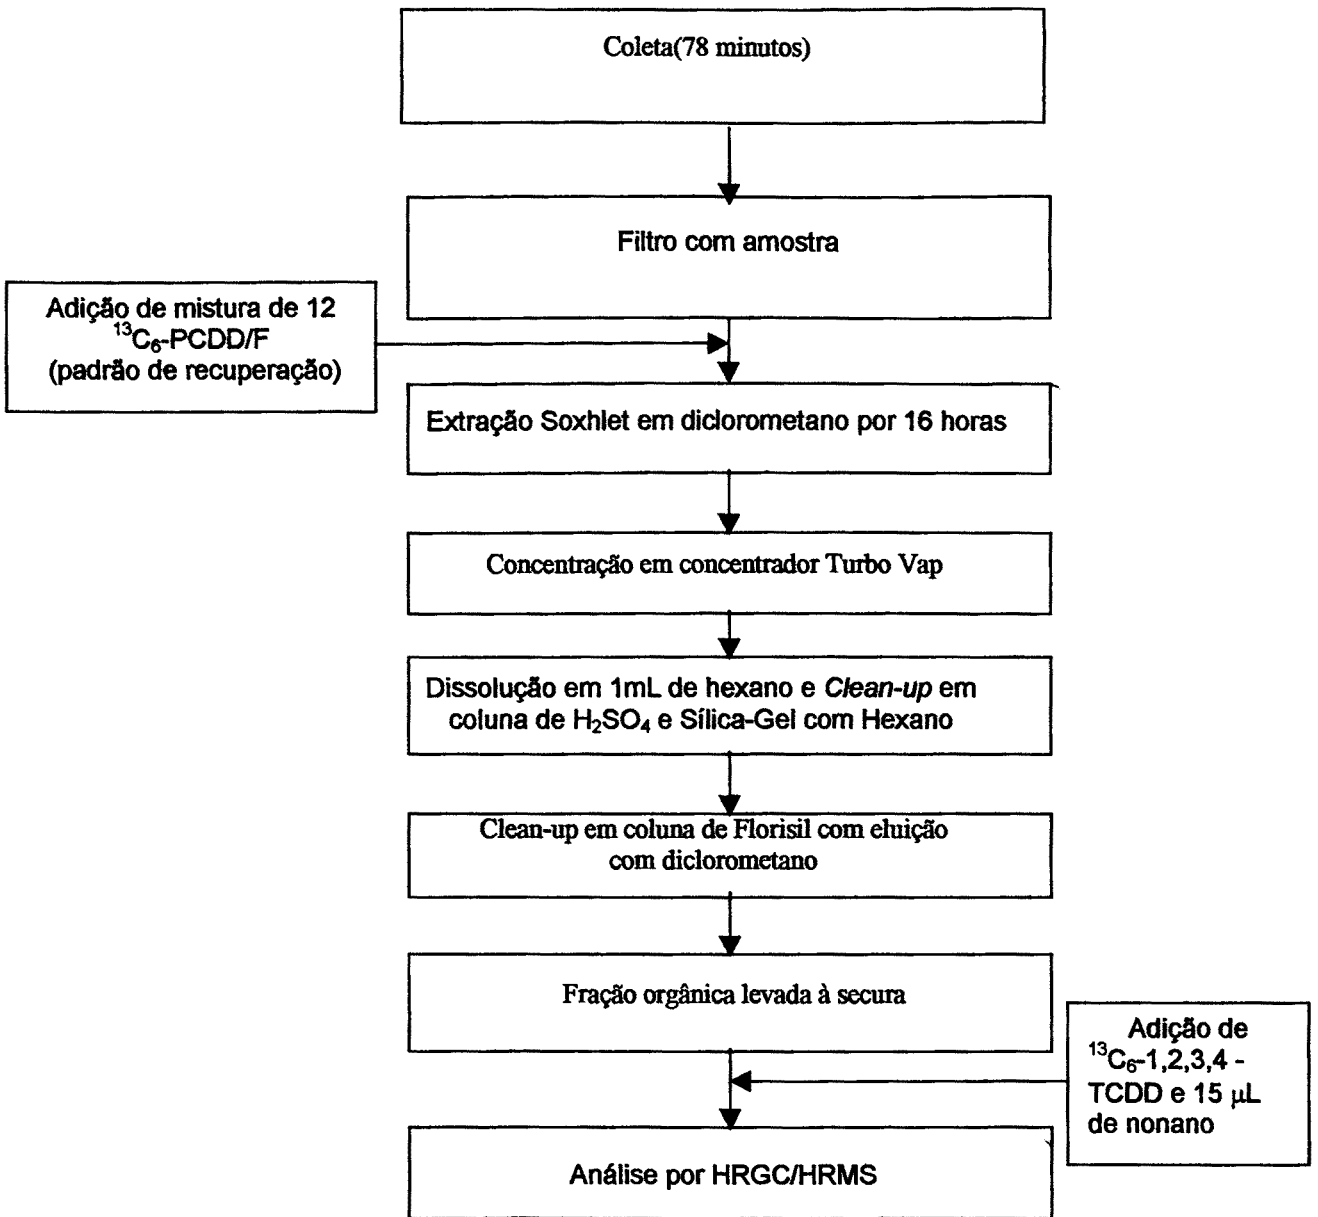 Coleta(78 minutos)
Filtro com amostra
Adição de mistura de 12
¹³C₆-PCDD/F
(padrão de recuperação)
Extração Soxhlet em diclorometano por 16 horas
Concentração em concentrador Turbo Vap
Dissolução em 1mL de hexano e Clean-up em
coluna de H₂SO₄ e Sílica-Gel com Hexano
Clean-up em coluna de Florisil com eluição
com diclorometano
Fração orgânica levada à secura
Adição de
¹³C₆-1,2,3,4 -
TCDD e 15 μL
de nonano
Análise por HRGC/HRMS